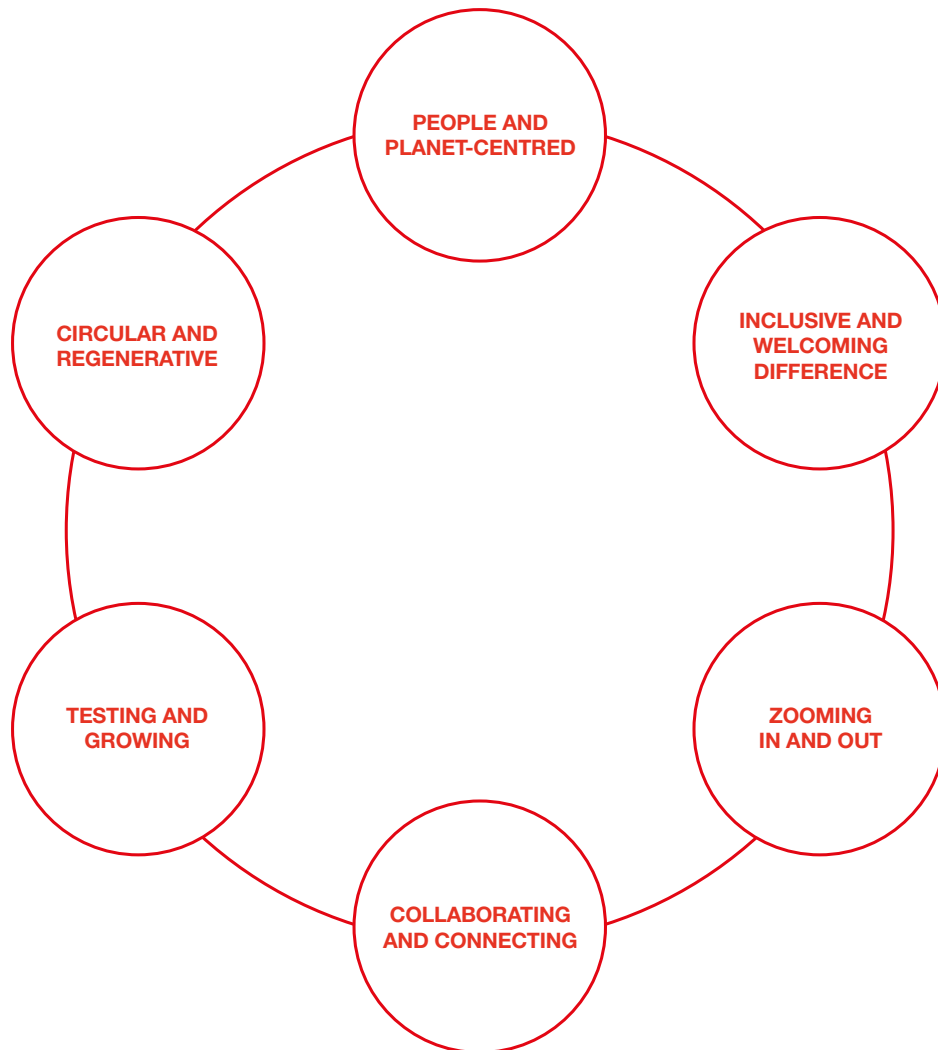 PEOPLE AND
PLANET-CENTRED
INCLUSIVE AND
WELCOMING
DIFFERENCE
ZOOMING
IN AND OUT
COLLABORATING
AND CONNECTING
TESTING AND
GROWING
CIRCULAR AND
REGENERATIVE